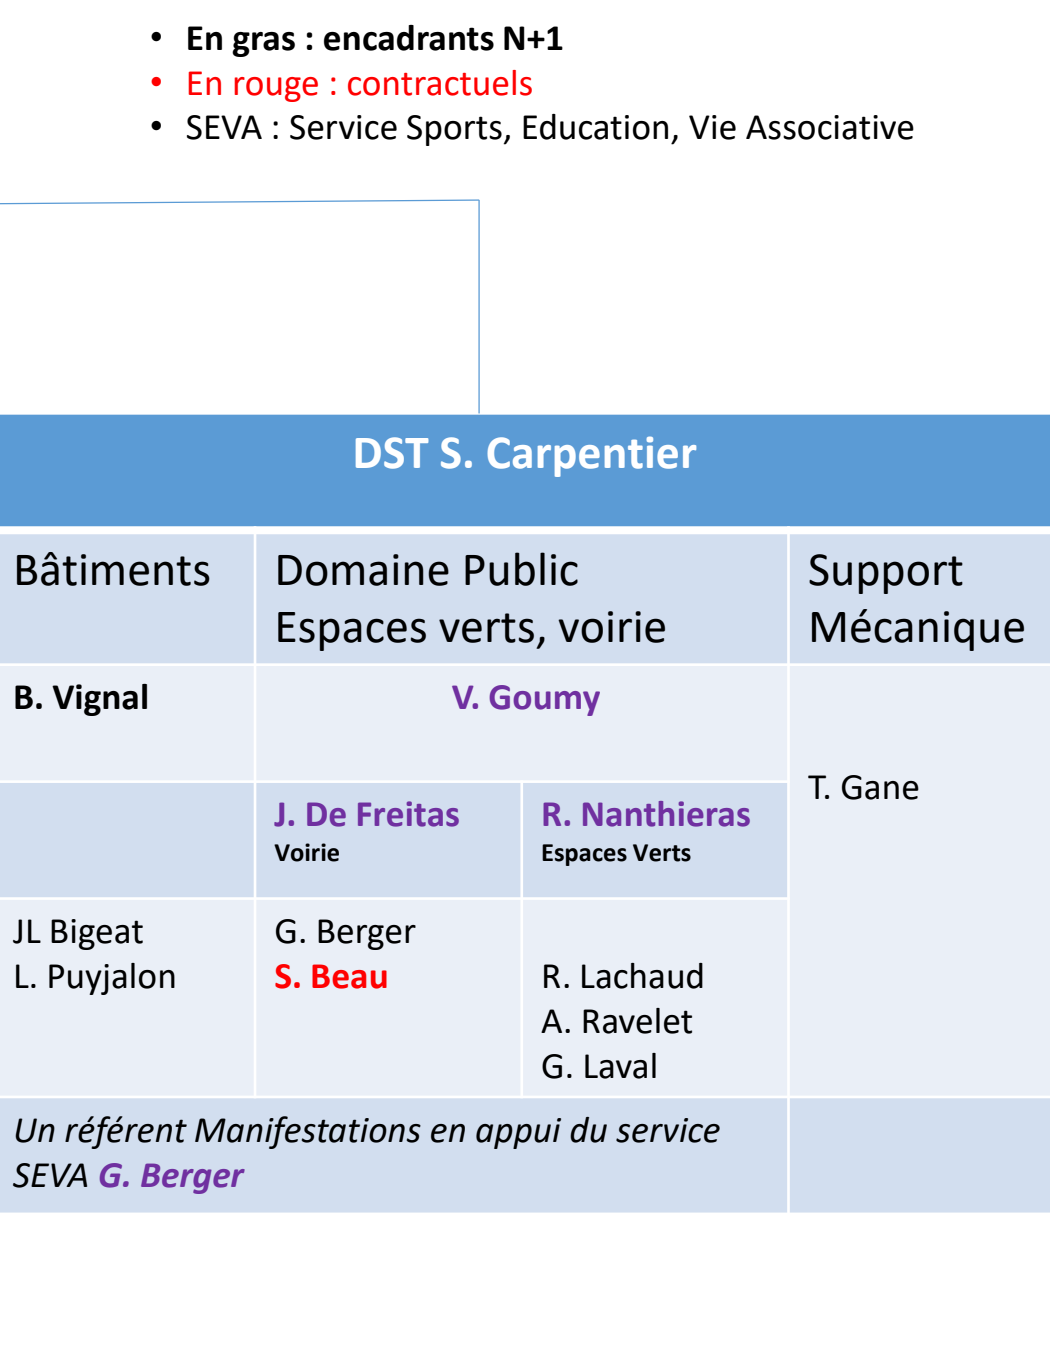 • En gras : encadrants N+1
• En rouge : contractuels
• SEVA : Service Sports, Education, Vie Associative
DST S. Carpentier
Bâtiments
Domaine Public
Espaces verts, voirie
Support
Mécanique
B. Vignal
V. Goumy
T. Gane
J. De Freitas
Voirie
R. Nanthieras
Espaces Verts
JL Bigeat
L. Puyjalon
G. Berger
S. Beau
R. Lachaud
A. Ravelet
G. Laval
Un référent Manifestations en appui du service
SEVA G. Berger